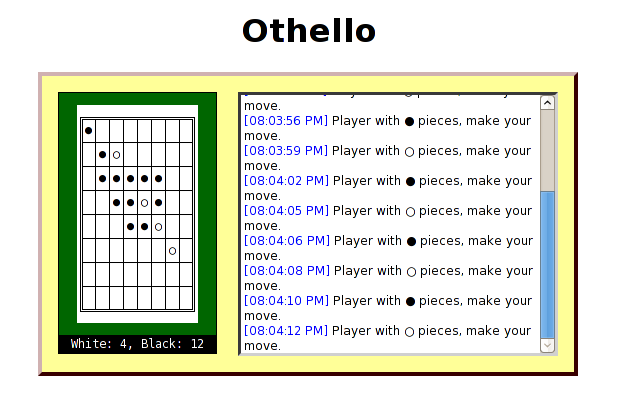 Othello
move.
[08:03:56 PM] Player with ● pieces, make your
move.
[08:03:59 PM] Player with ○ pieces, make your
move.
[08:04:02 PM] Player with ● pieces, make your
move.
[08:04:05 PM] Player with ○ pieces, make your
move.
[08:04:06 PM] Player with ● pieces, make your
move.
[08:04:08 PM] Player with ○ pieces, make your
move.
[08:04:10 PM] Player with ● pieces, make your
move.
[08:04:12 PM] Player with ○ pieces, make your
move.
White: 4, Black: 12